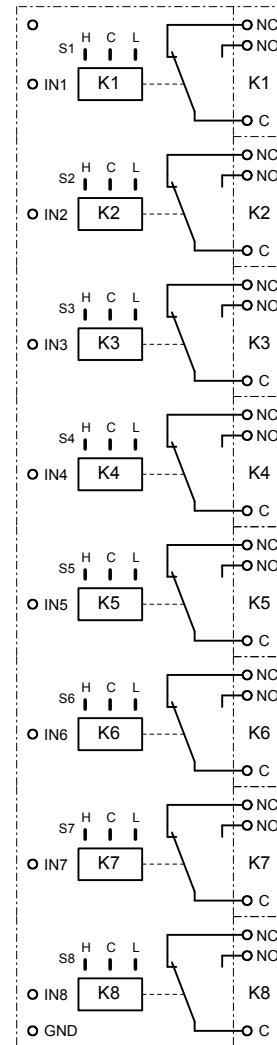 NC
H C L
S1
NO
IN1 K1 K1
C
NC
H C L
S2
NO
IN2 K2 K2
C
NC
H C L
S3
NO
IN3 K3 K3
C
NC
H C L
S4
NO
IN4 K4 K4
C
NC
H C L
S5
NO
IN5 K5 K5
C
NC
H C L
S6
NO
IN6 K6 K6
C
NC
H C L
S7
NO
IN7 K7 K7
C
NC
H C L
S8
NO
IN8 K8 K8
GND C